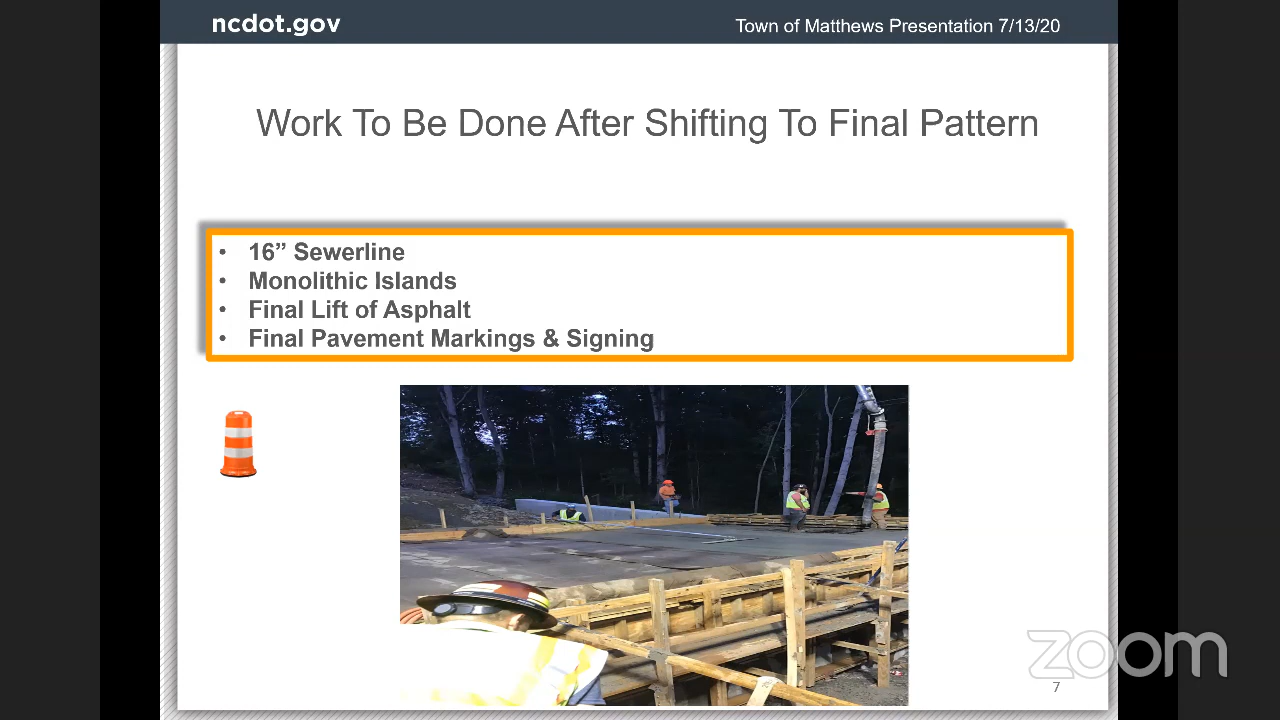 ncdot.gov
Town of Matthews Presentation 7/13/20
Work To Be Done After Shifting To Final Pattern
• 16” Sewerline
• Monolithic Islands
• Final Lift of Asphalt
• Final Pavement Markings & Signing
zoom
7